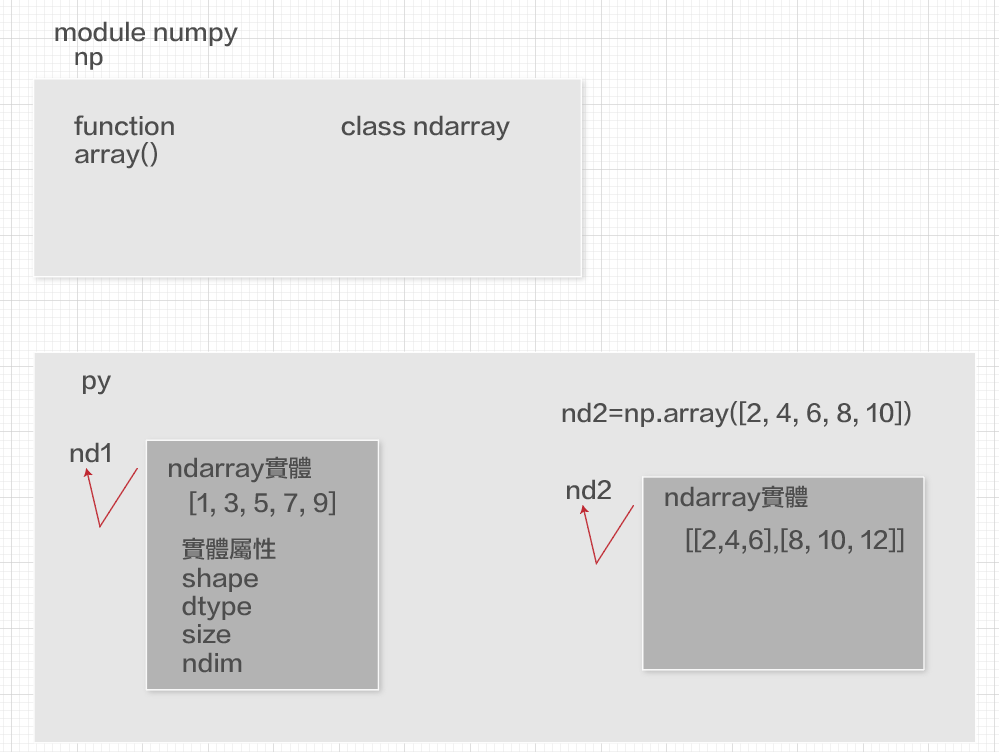 module numpy
np
function
array()
class ndarray
py
nd1
ndarray實體
[1, 3, 5, 7, 9]
實體屬性
shape
dtype
size
ndim
nd2=np.array([2, 4, 6, 8, 10])
nd2
ndarray實體
[[2,4,6],[8, 10, 12]]